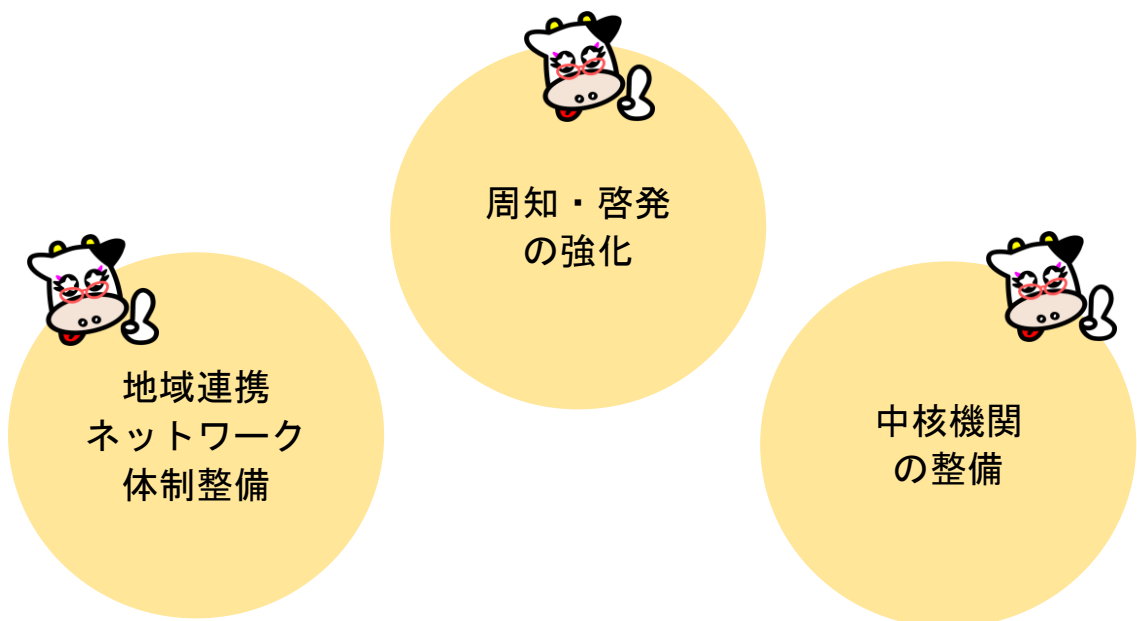 周知・啓発
の強化
地域連携
ネットワーク
体制整備
中核機関
の整備